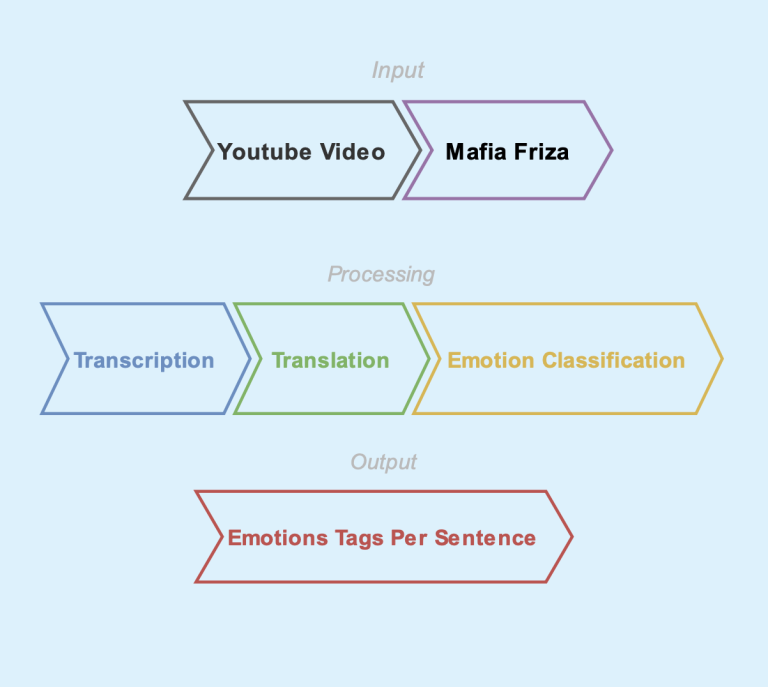 Input
Youtube Video
Mafia Friza
Processing
Transcription
Translation
Emotion Classification
Output
Emotions Tags Per Sentence